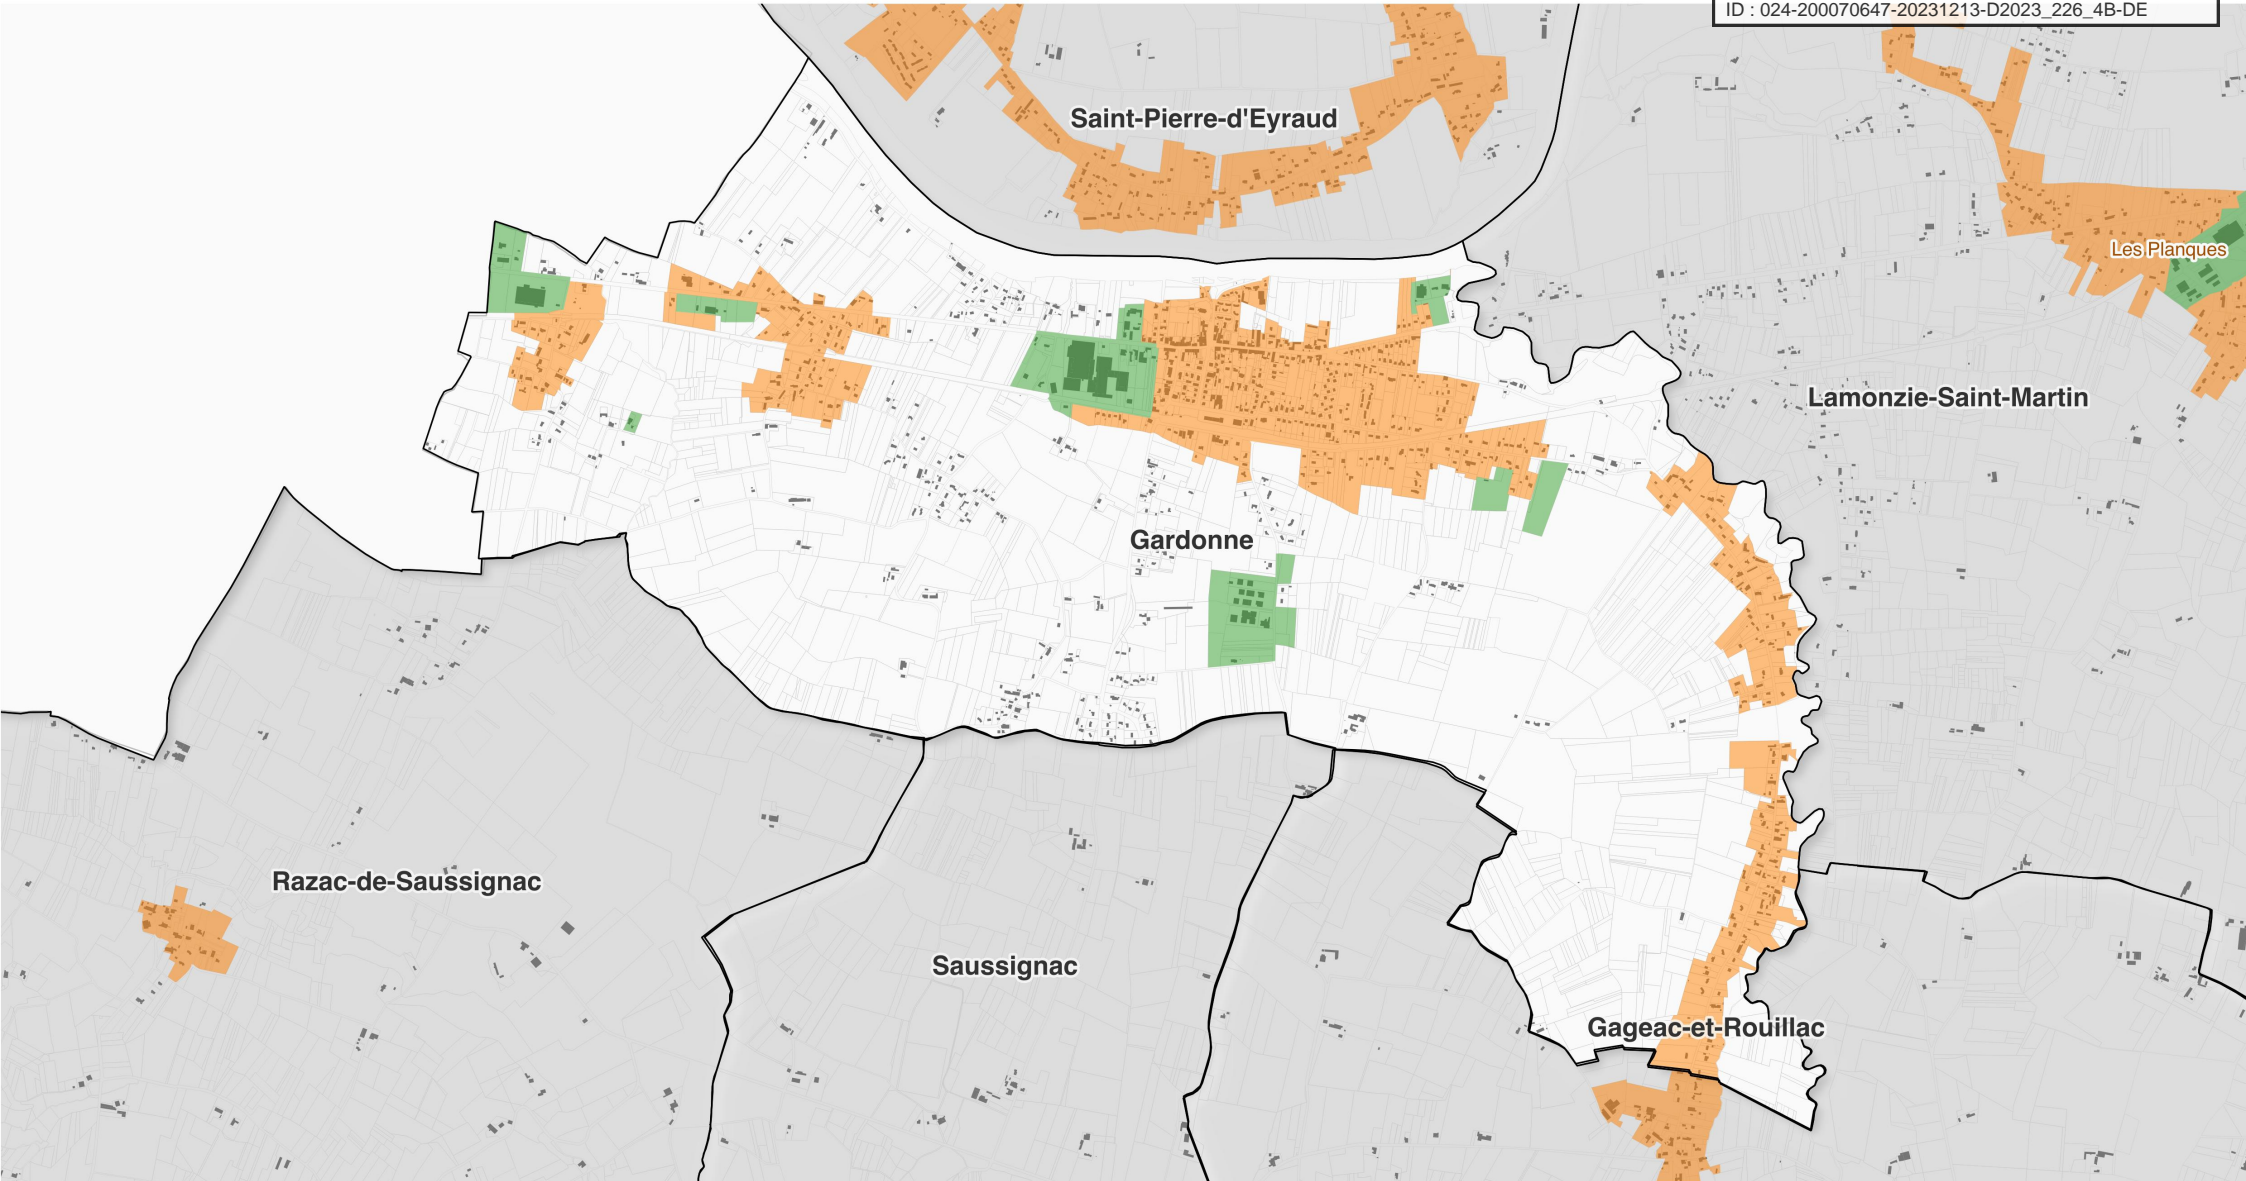 ID : 024-200070647-20231213-D2023_226_4B-DE
Saint-Pierre-d'Eyraud
Les Planques
Lamonzie-Saint-Martin
Gardonne
Razac-de-Saussignac
Saussignac
Gageac-et-Rouillac